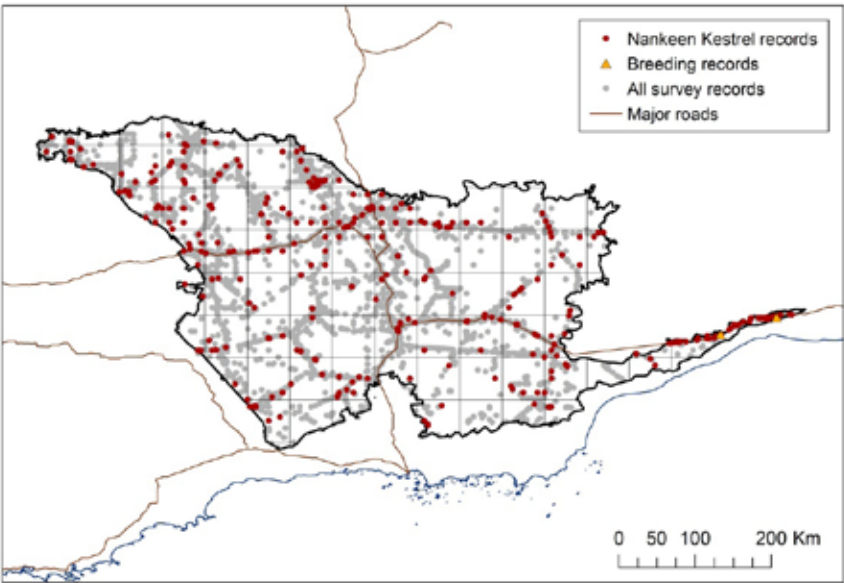 Nankeen Kestrel records
Breeding records
All survey records
Major roads
0 50 100 200 Km